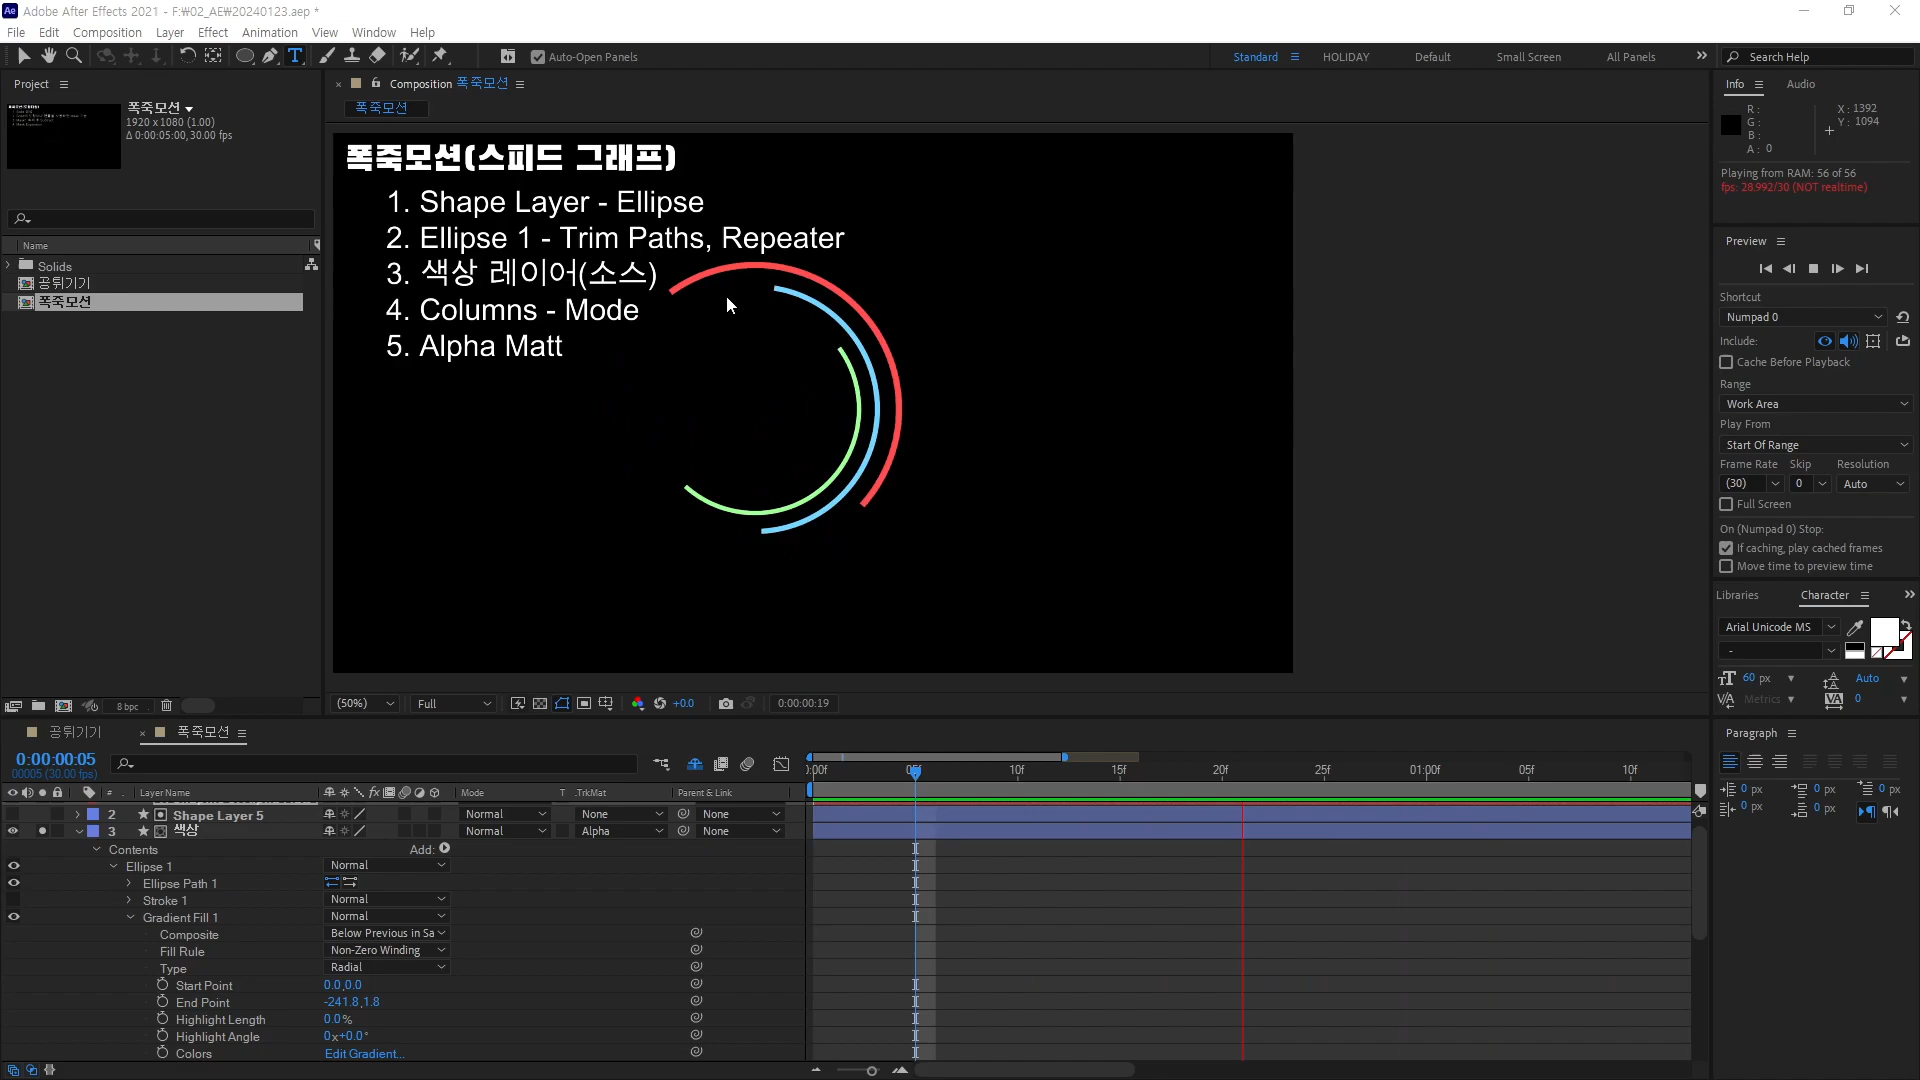 Adobe After Effects 2021 - F:￦02_AE￦20240123.aep *
File Edit Composition Layer Effect Animation View Window Help
Auto-Open Panels
Standard HOLIDAY Default Small Screen All Panels Search Help
Project
폭죽모션
1920 x 1080 (1.00)
Δ 0:00:05:00, 30.00 fps
Name
Solids
공튀기기
폭죽모션
8 bpc
Composition 폭죽모션
폭죽모션
폭죽모션(스피드 그래프)
1. Shape Layer - Ellipse
2. Ellipse 1 - Trim Paths, Repeater
3. 색상 레이어(소스)
4. Columns - Mode
5. Alpha Matt
(50%) Full +0.0 0:00:00:19
Info Audio
R :
G :
B :
A : 0
X : 1392
Y : 1094
Playing from RAM: 56 of 56
fps: 28.992/30 (NOT realtime)
Preview
Shortcut
Numpad 0
Include:
Cache Before Playback
Range
Work Area
Play From
Start Of Range
Frame Rate Skip Resolution
(30) 0 Auto
Full Screen
On (Numpad 0) Stop:
If caching, play cached frames
Move time to preview time
Libraries Character
Arial Unicode MS
-
60 px Auto
Metrics 0
Paragraph
0 px 0 px 0 px
0 px 0 px
공튀기기 폭죽모션
0:00:00:05
00005 (30.00 fps)
:00f 05f 10f 15f 20f 25f 01:00f 05f 10f
# Layer Name Mode T .TrkMat Parent & Link
2 Shape Layer 5 Normal None None
3 색상 Normal Alpha None
Contents Add:
Ellipse 1 Normal
Ellipse Path 1
Stroke 1 Normal
Gradient Fill 1 Normal
Composite Below Previous in Sa
Fill Rule Non-Zero Winding
Type Radial
Start Point 0.0,0.0
End Point -241.8,1.8
Highlight Length 0.0%
Highlight Angle 0x+0.0°
Colors Edit Gradient...